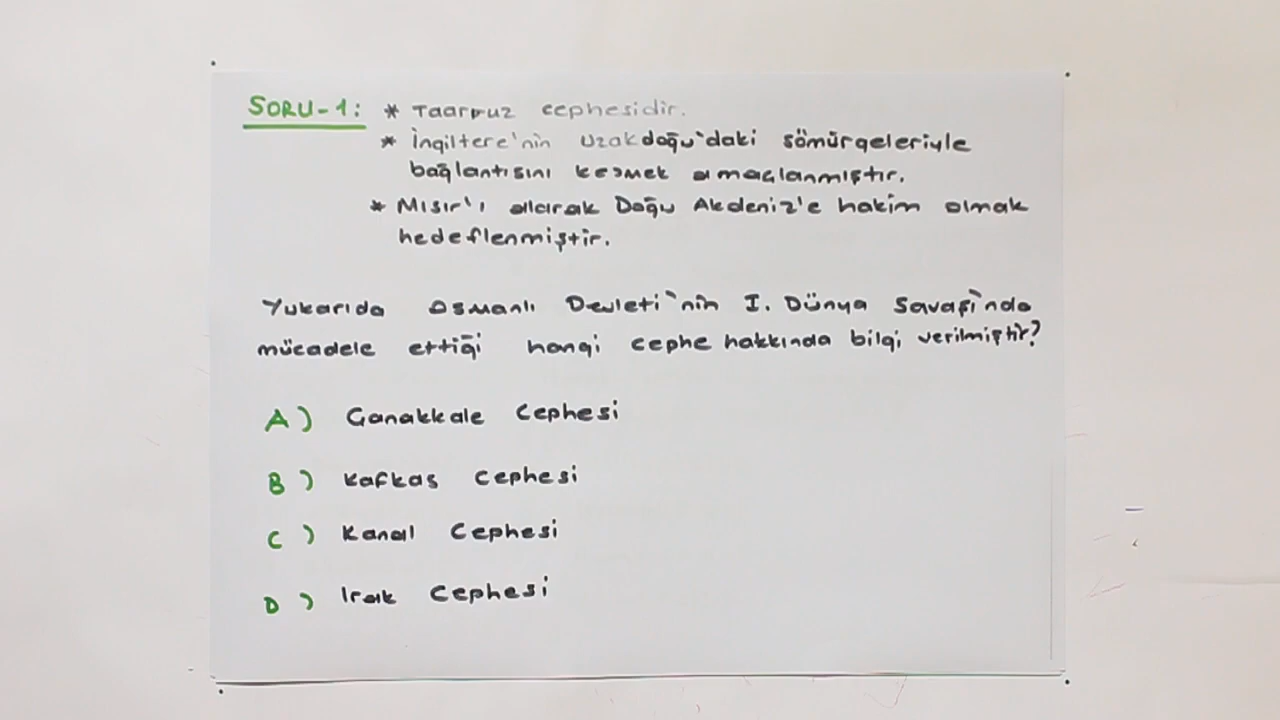 SORU-1: * Taarruz cephesidir.
* İngiltere'nin Uzakdoğu'daki sömürgeleriyle
bağlantısını kesmek amaçlanmıştır.
* Mısır'ı alarak Doğu Akdeniz'e hakim olmak
hedeflenmiştir.
Yukarıda Osmanlı Devleti'nin I. Dünya Savaşı'nda
mücadele ettiği hangi cephe hakkında bilgi verilmiştir?
A) Çanakkale Cephesi
B) Kafkas Cephesi
C) Kanal Cephesi
D) Irak Cephesi